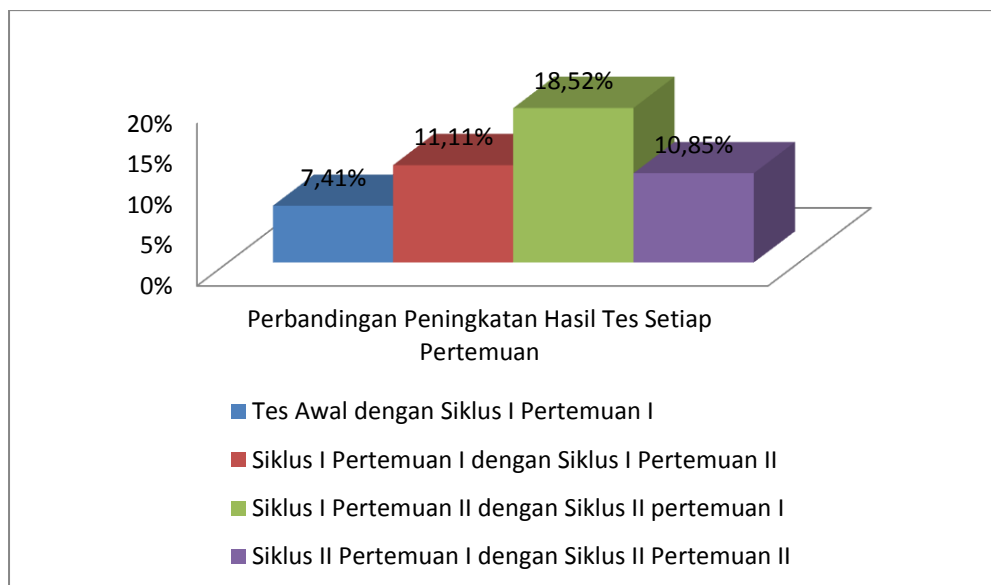 18,52%
20%
11,11%
10,85%
15%
7,41%
10%
5%
0%
Perbandingan Peningkatan Hasil Tes Setiap
Pertemuan
Tes Awal dengan Siklus I Pertemuan I
Siklus I Pertemuan I dengan Siklus I Pertemuan II
Siklus I Pertemuan II dengan Siklus II pertemuan I
Siklus II Pertemuan I dengan Siklus II Pertemuan II